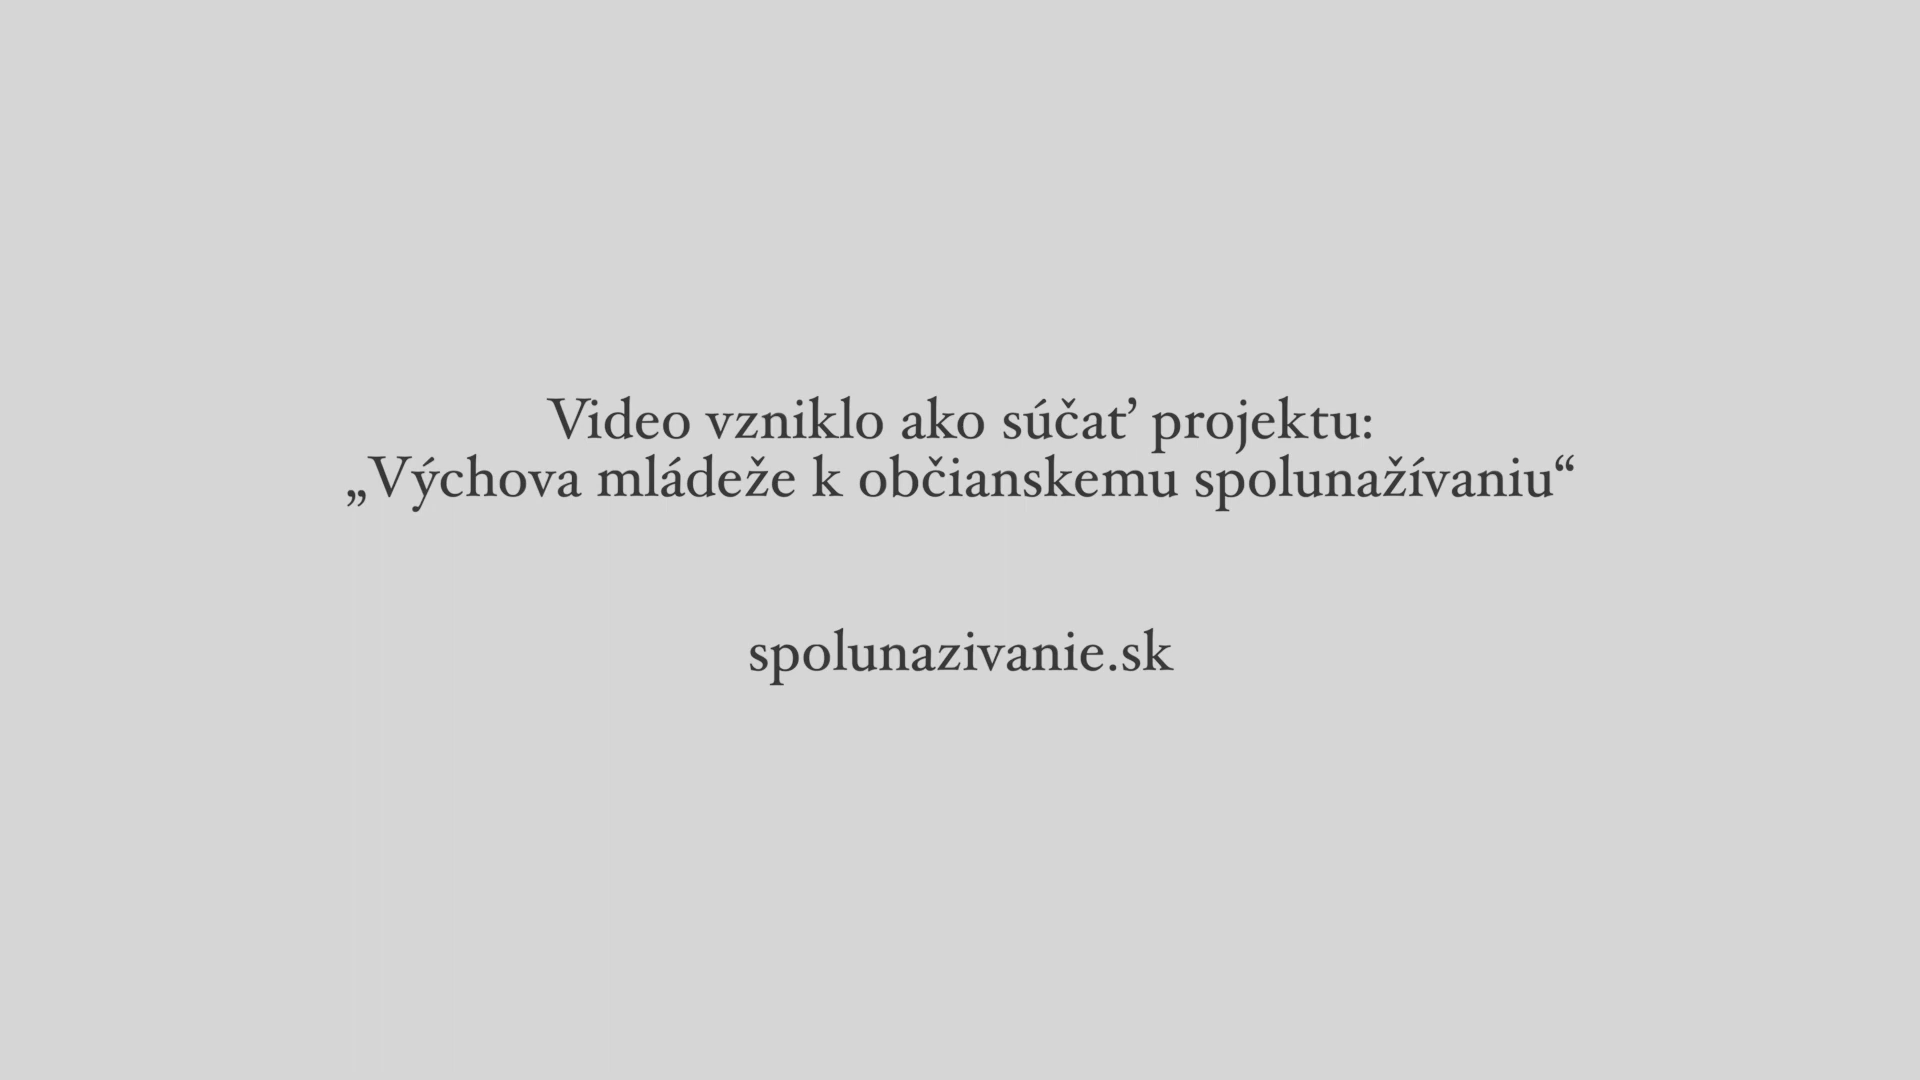 Video vzniklo ako súčať projektu:
„Výchova mládeže k občianskemu spolunažívaniu“
spolunazivanie.sk